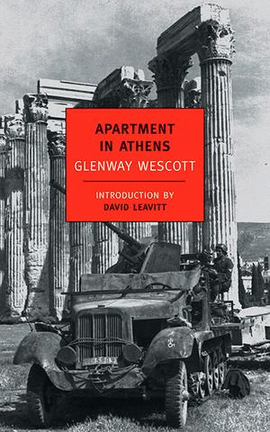 APARTMENT
IN ATHENS
GLENWAY WESCOTT
INTRODUCTION BY
DAVID LEAVITT